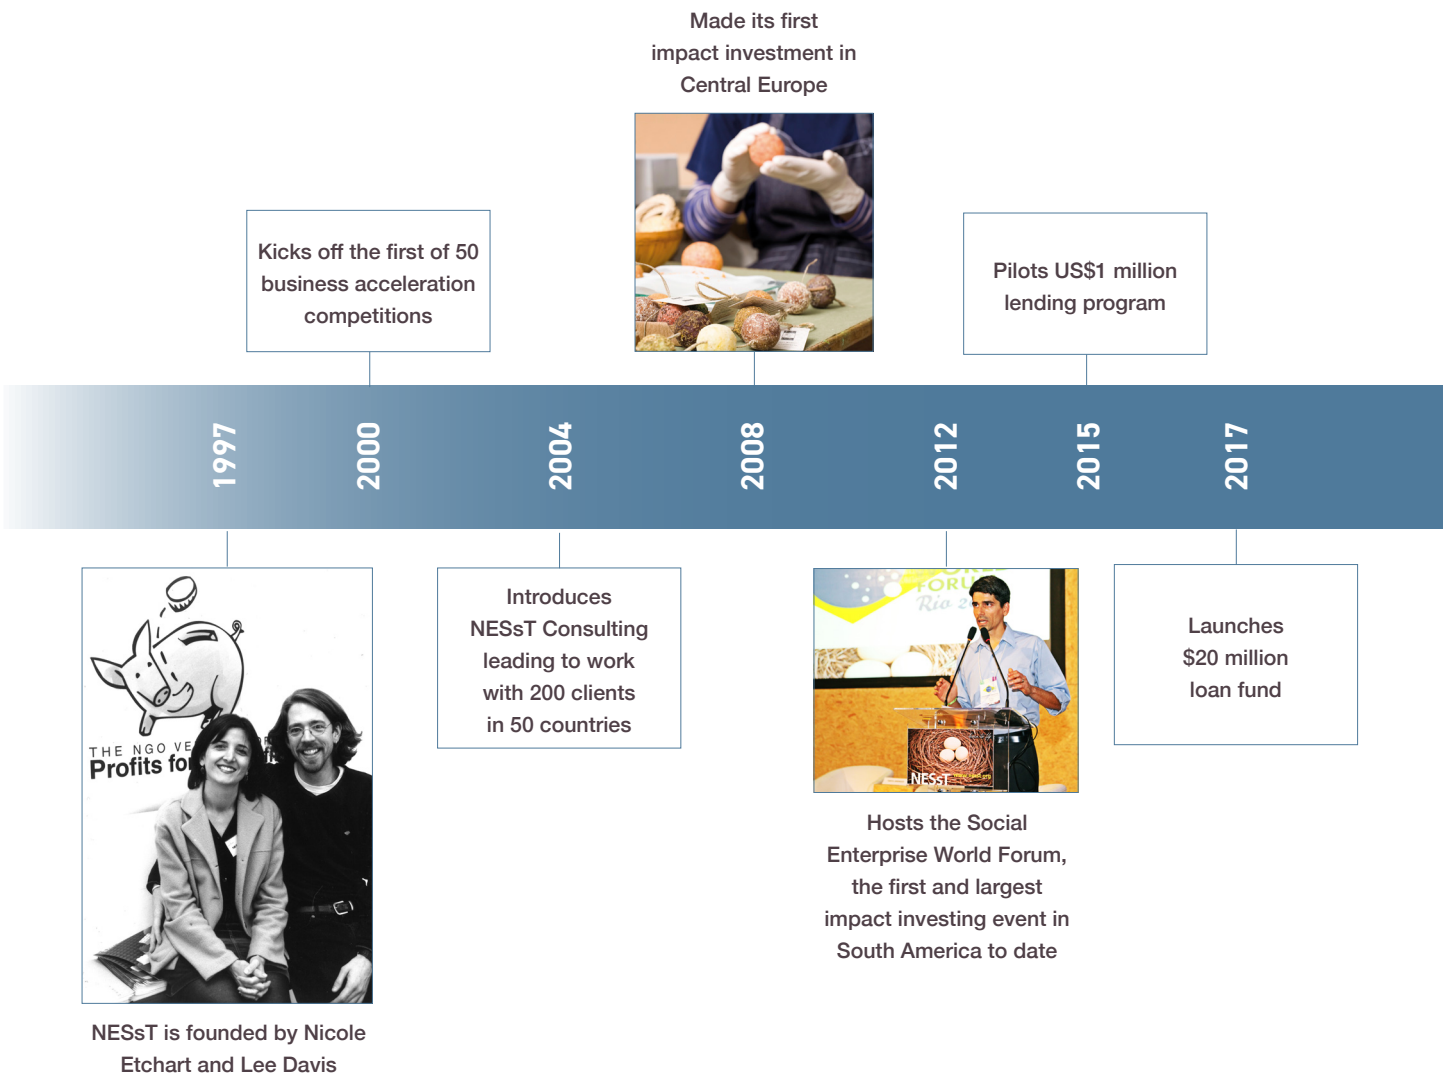 Made its first
impact investment in
Central Europe
Kicks off the first of 50
business acceleration
competitions
Pilots US$1 million
lending program
1997
2000
2004
2008
2012
2015
2017
THE NGO VE
Profits for
Introduces
NESsT Consulting
leading to work
with 200 clients
in 50 countries
FORU
Rio 2
NESsT
Launches
$20 million
loan fund
Hosts the Social
Enterprise World Forum,
the first and largest
impact investing event in
South America to date
NESsT is founded by Nicole
Etchart and Lee Davis